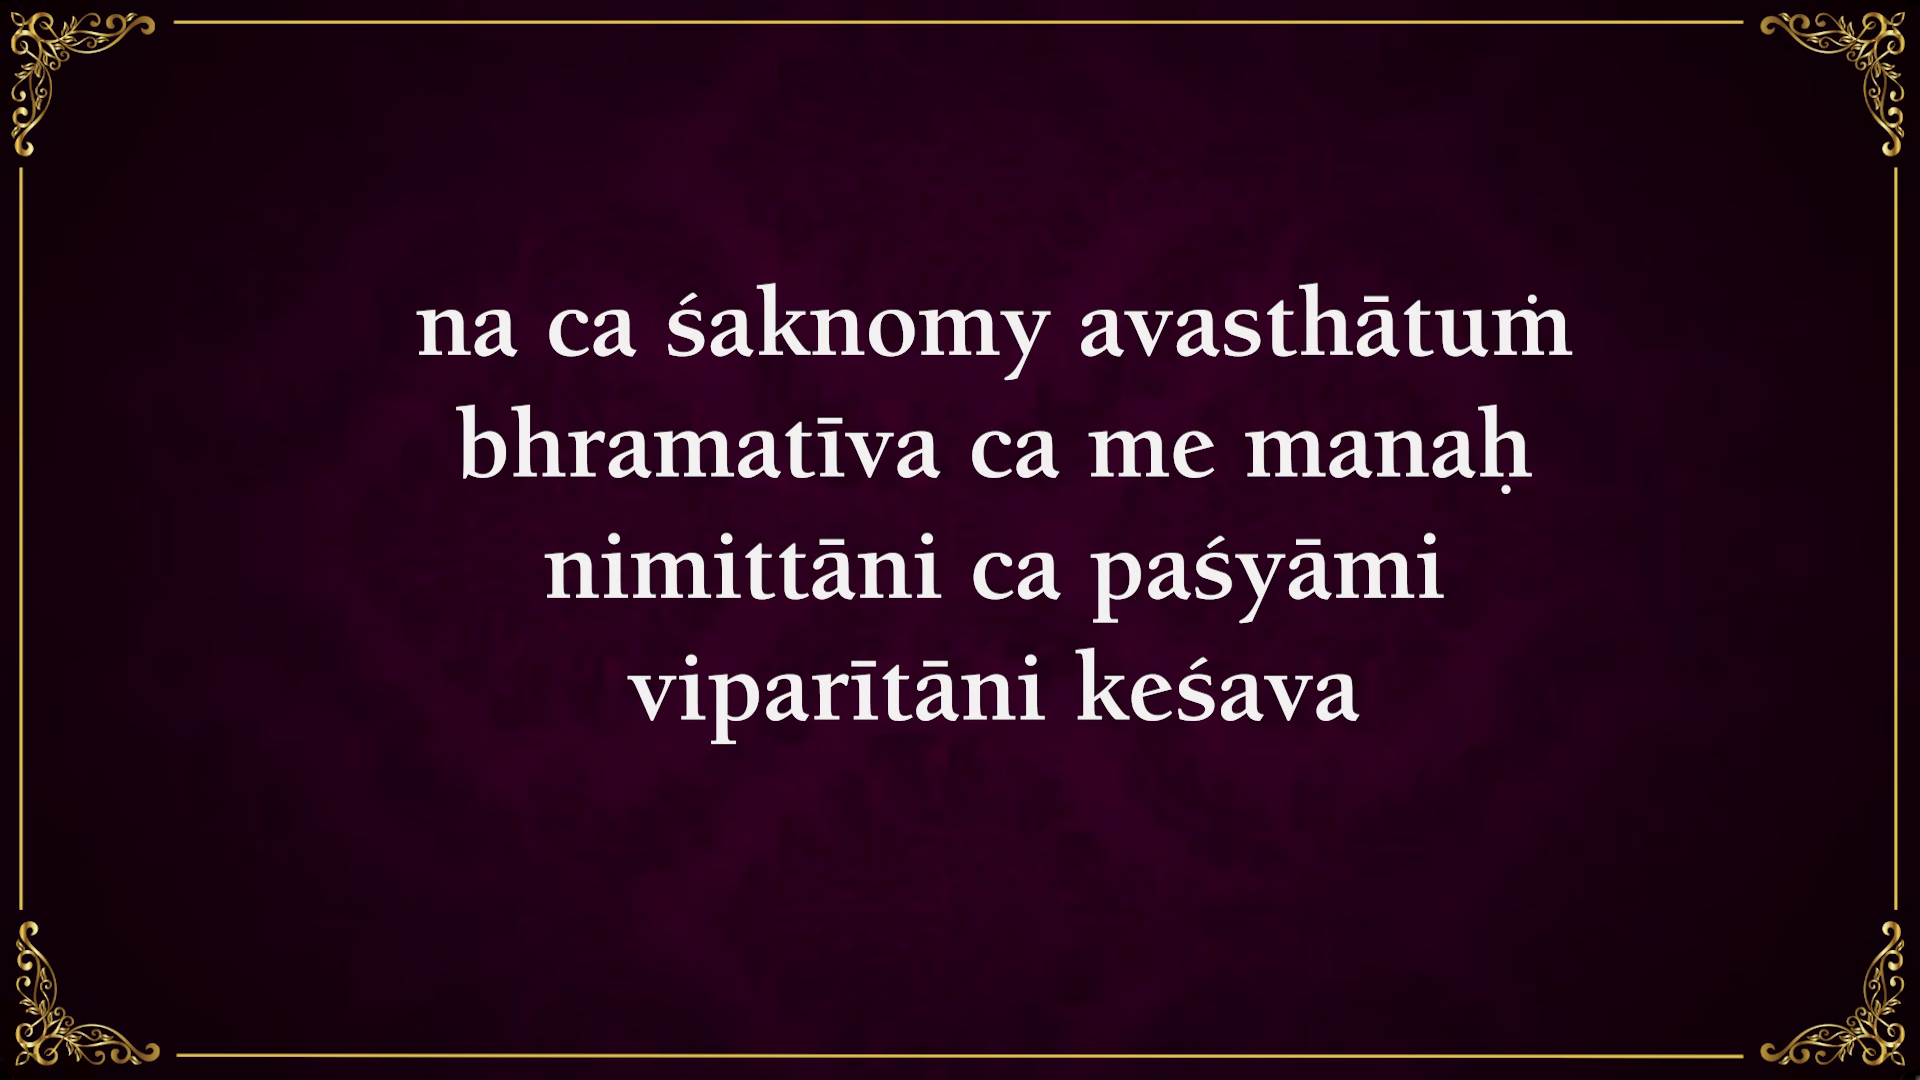 na ca śaknomy avasthātuṁ
bhramatīva ca me manaḥ
nimittāni ca paśyāmi
viparītāni keśava